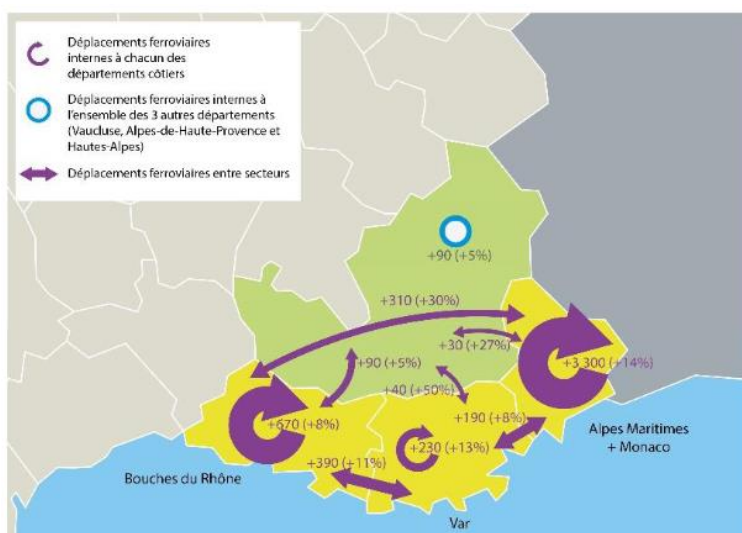 Déplacements ferroviaires
internes à chacun des
départements côtiers
Déplacements ferroviaires internes à
l'ensemble des 3 autres départements
(Vaucluse, Alpes-de-Haute-Provence et
Hautes-Alpes)
Déplacements ferroviaires entre secteurs
+90 (+5%)
+310 (+30%)
+30 (+27%)
+90 (+5%)
+3 300 (+14%)
+40 (+50%)
+190 (+8%)
+670 (+8%)
+230 (+13%)
+390 (+11%)
Alpes Maritimes
+ Monaco
Bouches du Rhône
Var